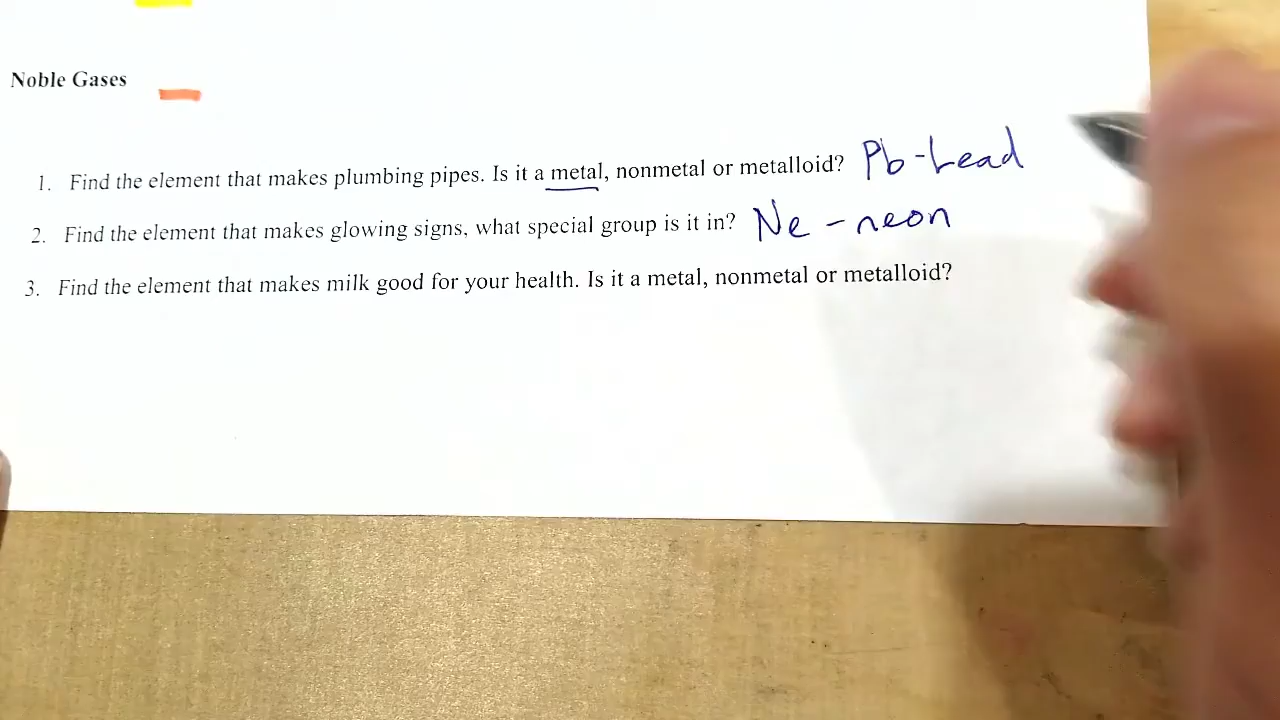 Noble Gases
1. Find the element that makes plumbing pipes. Is it a metal, nonmetal or metalloid? Pb-Lead
2. Find the element that makes glowing signs, what special group is it in? Ne - neon
3. Find the element that makes milk good for your health. Is it a metal, nonmetal or metalloid?